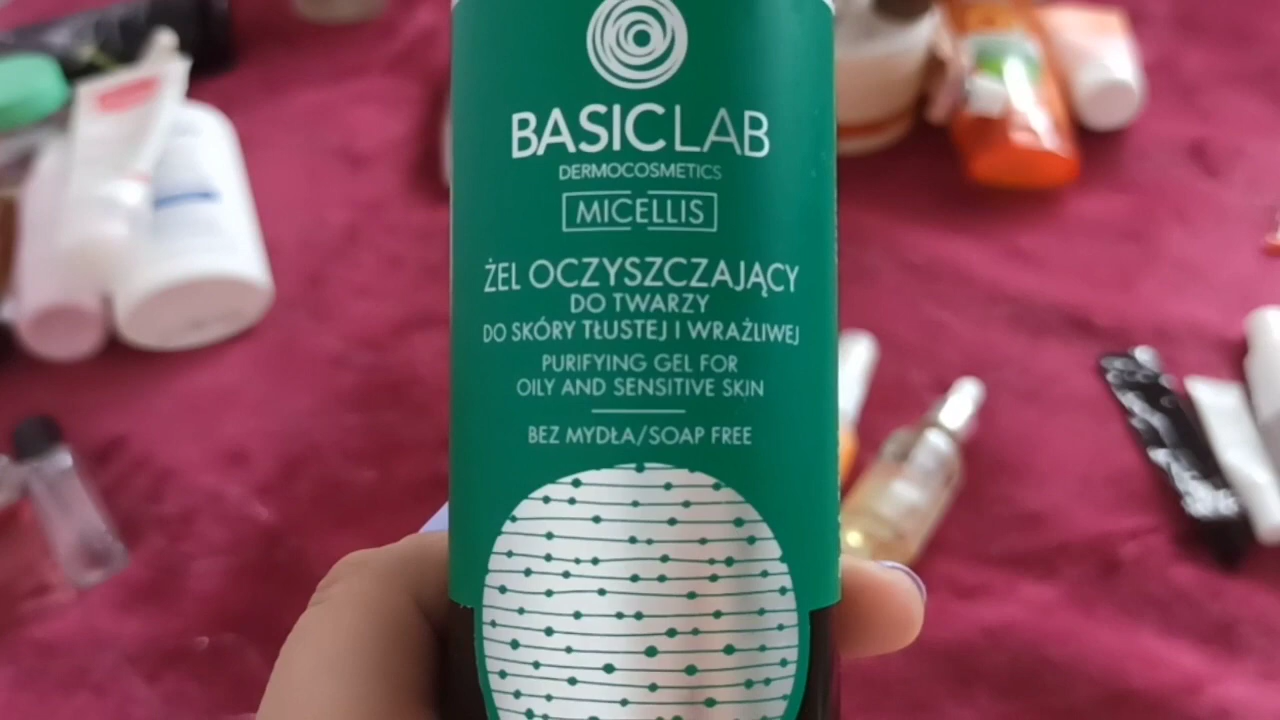 BASICLAB
DERMOCOSMETICS
MICELLIS
ŻEL OCZYSZCZAJĄCY
DO TWARZY
DO SKÓRY TŁUSTEJ I WRAŻLIWEJ
PURIFYING GEL FOR
OILY AND SENSITIVE SKIN
BEZ MYDŁA/SOAP FREE